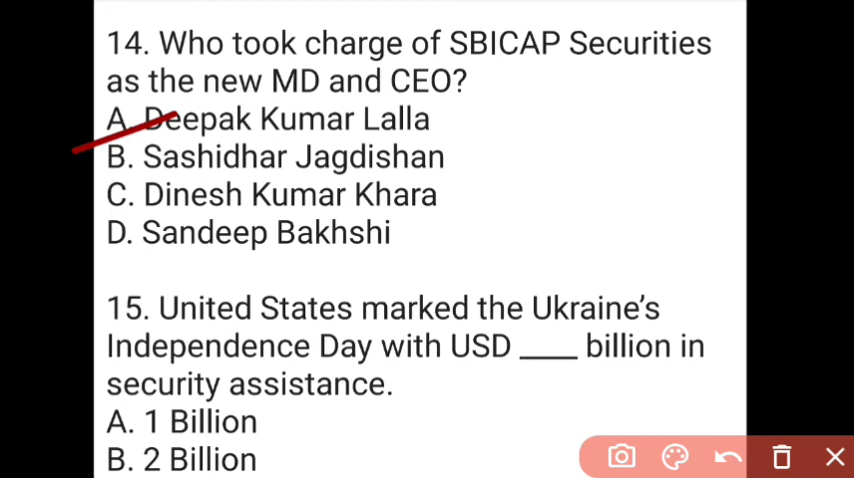 14. Who took charge of SBICAP Securities
as the new MD and CEO?
A. Deepak Kumar Lalla
B. Sashidhar Jagdishan
C. Dinesh Kumar Khara
D. Sandeep Bakhshi
15. United States marked the Ukraine's
Independence Day with USD ____ billion in
security assistance.
A. 1 Billion
B. 2 Billion